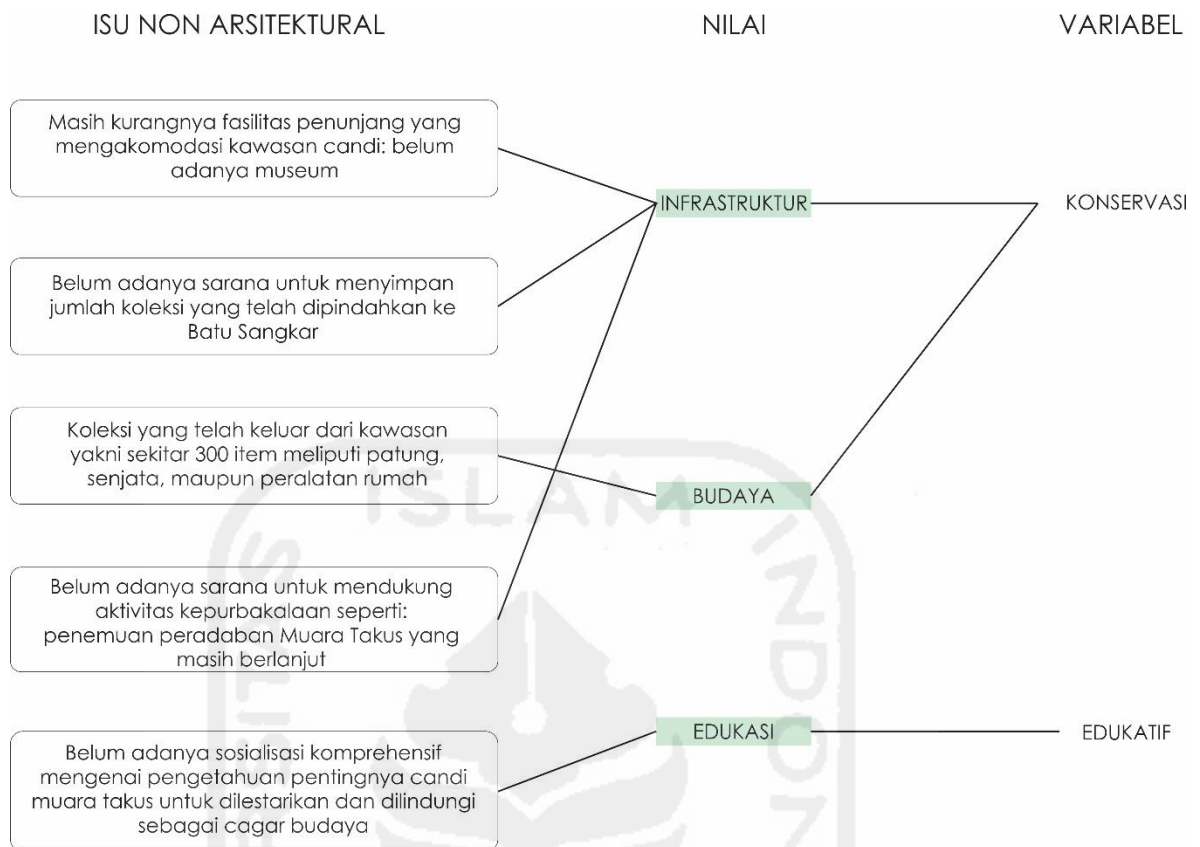 ISU NON ARSITEKTURAL
NILAI
VARIABEL
Masih kurangnya fasilitas penunjang yang
mengakomodasi kawasan candi: belum
adanya museum
INFRASTRUKTUR
KONSERVASI
Belum adanya sarana untuk menyimpan
jumlah koleksi yang telah dipindahkan ke
Batu Sangkar
Koleksi yang telah keluar dari kawasan
yakni sekitar 300 item meliputi patung,
senjata, maupun peralatan rumah
BUDAYA
Belum adanya sarana untuk mendukung
aktivitas kepurbakalaan seperti:
penemuan peradaban Muara Takus yang
masih berlanjut
EDUKASI
EDUKATIF
Belum adanya sosialisasi komprehensif
mengenai pengetahuan pentingnya candi
muara takus untuk dilestarikan dan dilindungi
sebagai cagar budaya
ISLAM